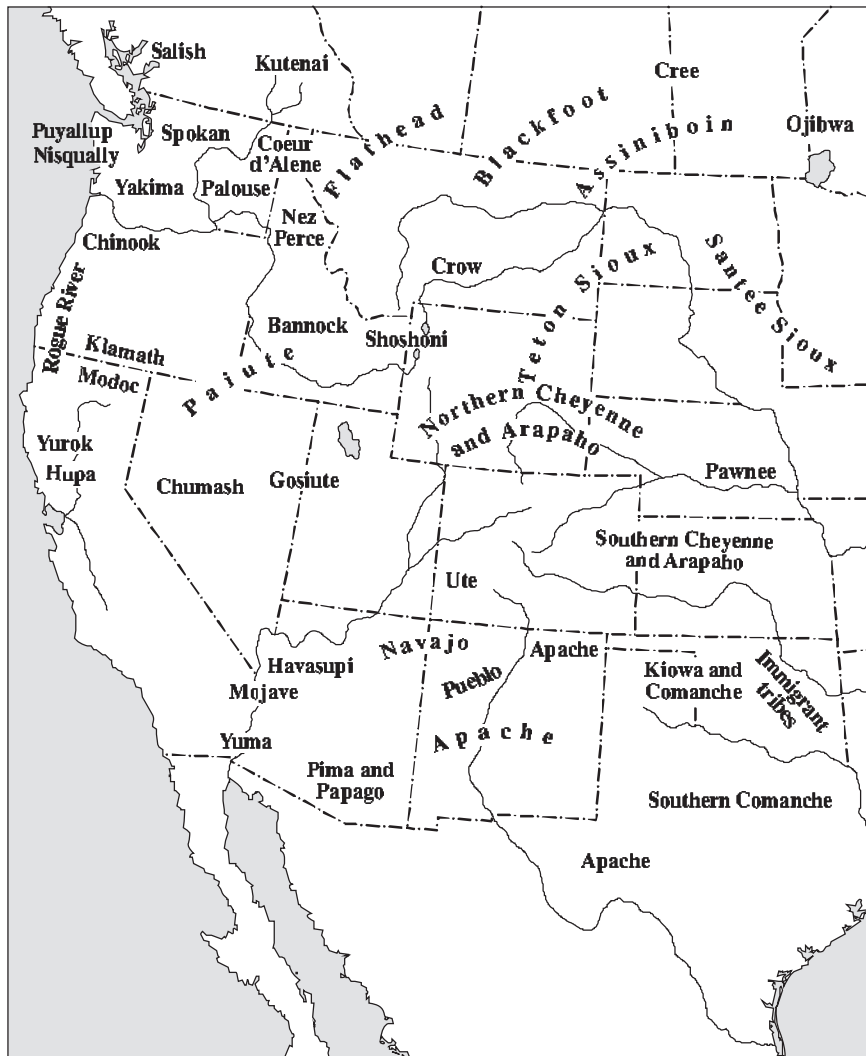 Salish
Kutenai
Cree
Puyallup
Nisqually
Spokan
Coeur
d'Alene
Flathead
Blackfoot
Assiniboin
Ojibwa
Yakima
Palouse
Nez
Perce
Chinook
Crow
Teton Sioux
Santee Sioux
Rogue River
Bannock
Shoshoni
Klamath
Modoc
Paiute
Northern Cheyenne
and Arapaho
Yurok
Hupa
Chumash
Gosiute
Pawnee
Southern Cheyenne
and Arapaho
Ute
Navajo
Apache
Havasupi
Mojave
Pueblo
Kiowa and
Comanche
Immigrant
tribes
Yuma
Apache
Pima and
Papago
Southern Comanche
Apache